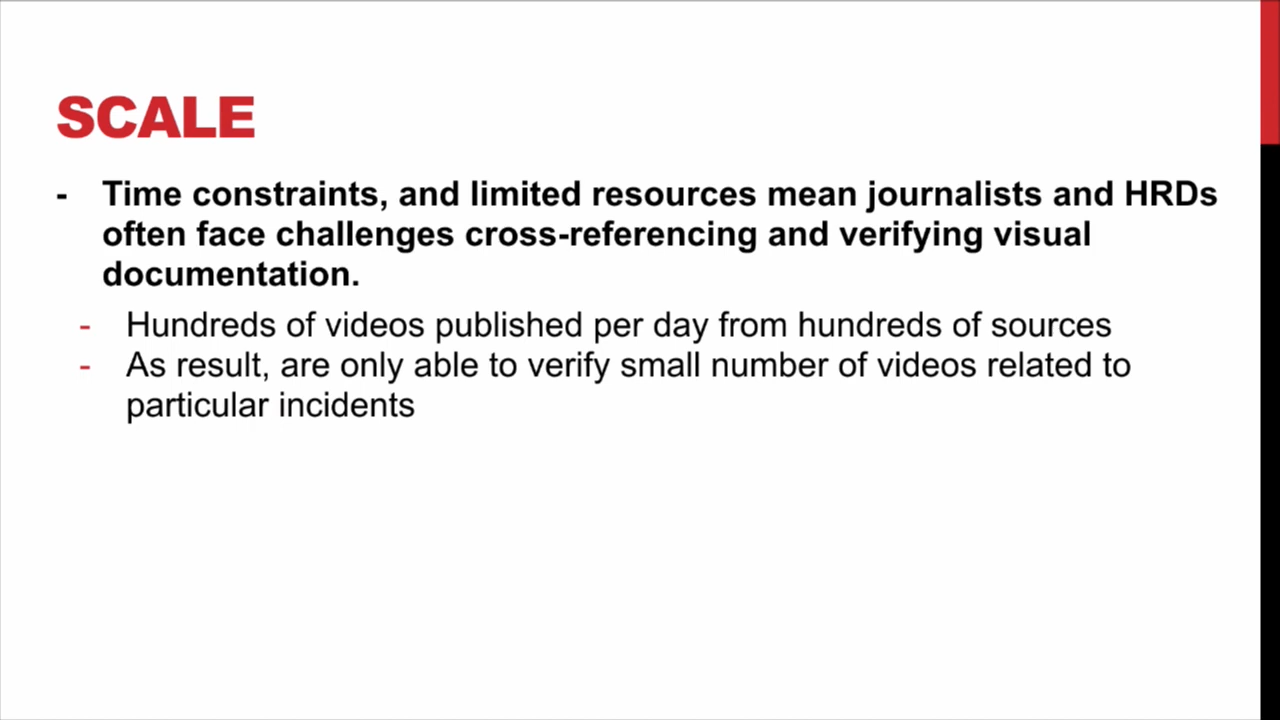 SCALE
- Time constraints, and limited resources mean journalists and HRDs
often face challenges cross-referencing and verifying visual
documentation.
- Hundreds of videos published per day from hundreds of sources
- As result, are only able to verify small number of videos related to
particular incidents